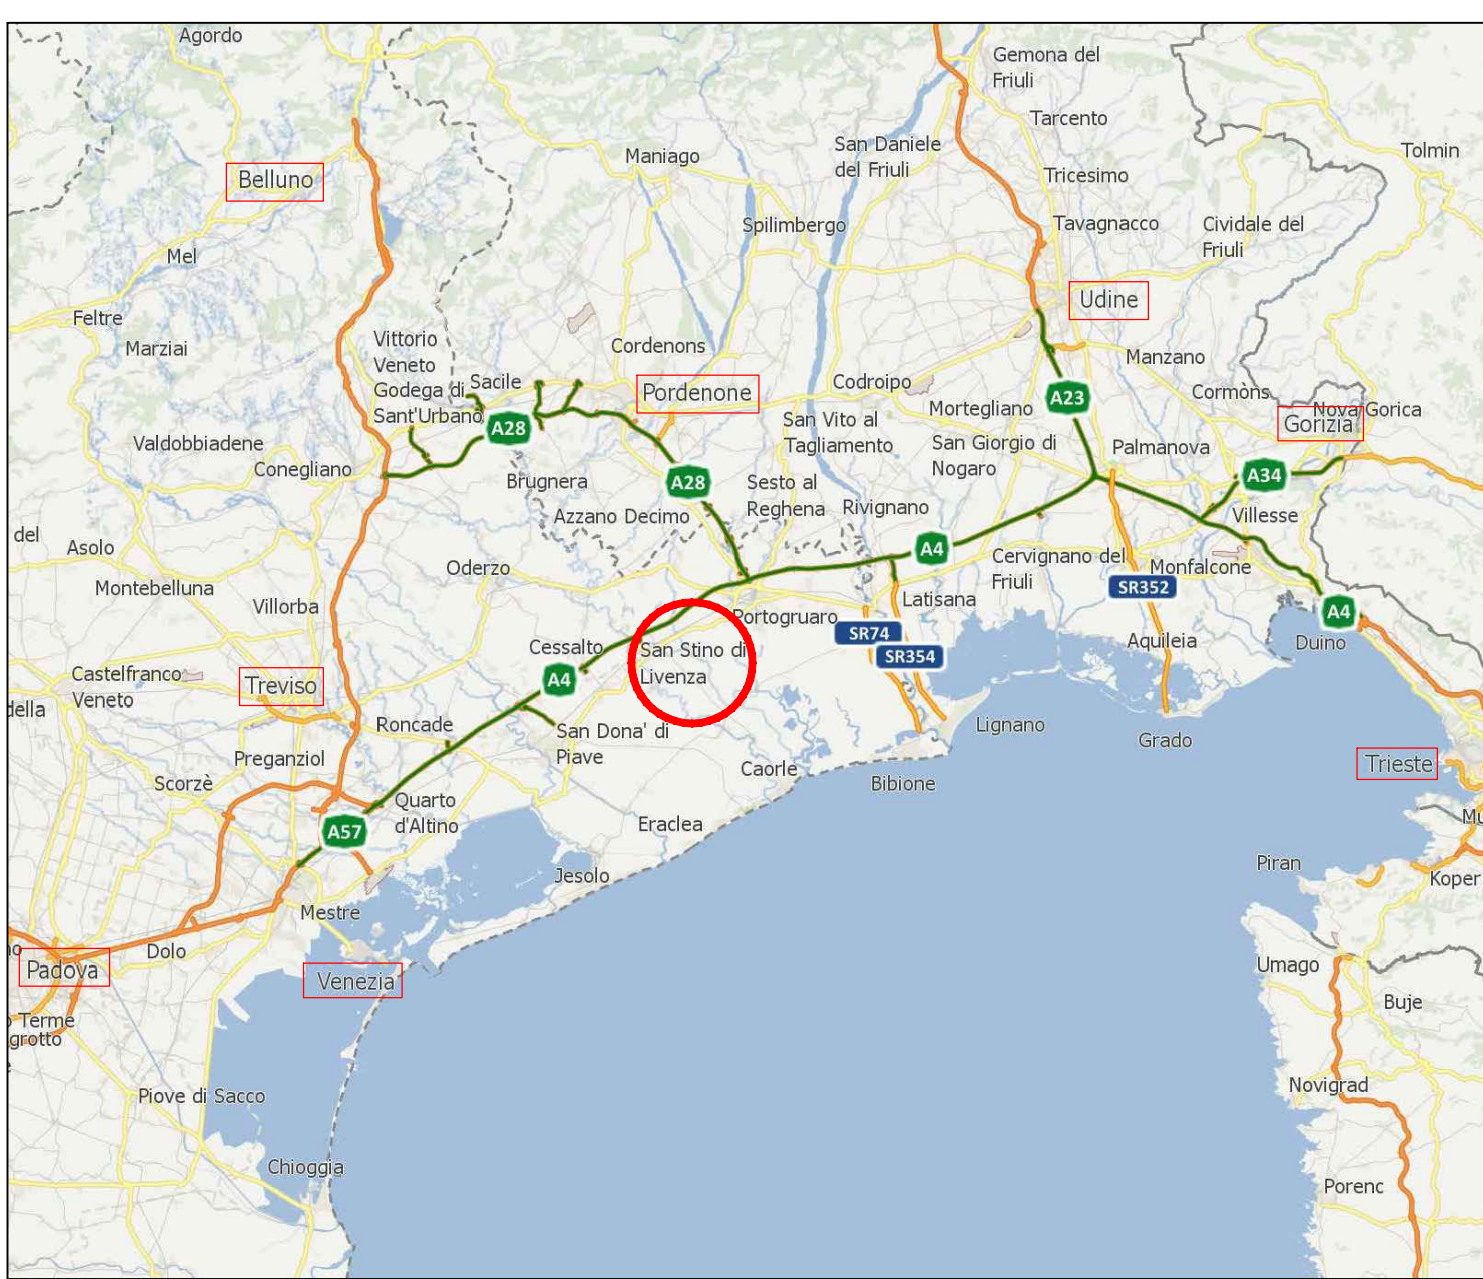 Agordo
Gemona del
Friuli
Tarcento
San Daniele
del Friuli
Tolmin
Maniago
Tricesimo
Belluno
Spilimbergo
Tavagnacco
Cividale del
Friuli
Mel
Udine
Feltre
Marziai
Vittorio
Veneto
Cordenons
Manzano
Godega di
Sant'Urbano
Sacile
Pordenone
Codroipo
Cormòns
A23
Mortegliano
Nova Gorica
Gorizia
A28
San Vito al
Tagliamento
Valdobbiadene
San Giorgio di
Nogaro
Palmanova
Conegliano
Brugnera
A28
Sesto al
Reghena
A34
Azzano Decimo
Rivignano
Villesse
del
Asolo
A4
Cervignano del
Friuli
Monfalcone
Oderzo
Montebelluna
SR352
Villorba
Latisana
A4
Portogruaro
SR74
Aquileia
Duino
Cessalto
San Stino di
Livenza
SR354
Castelfranco
Veneto
Treviso
A4
della
Roncade
San Dona' di
Piave
Lignano
Grado
Preganziol
Caorle
Trieste
Scorzè
Bibione
Quarto
d'Altino
Eraclea
Mu
A57
Piran
Jesolo
Koper
Mestre
no
Dolo
Padova
Venezia
Umago
Buje
o Terme
grotto
e
Piove di Sacco
Novigrad
Chioggia
Porenc